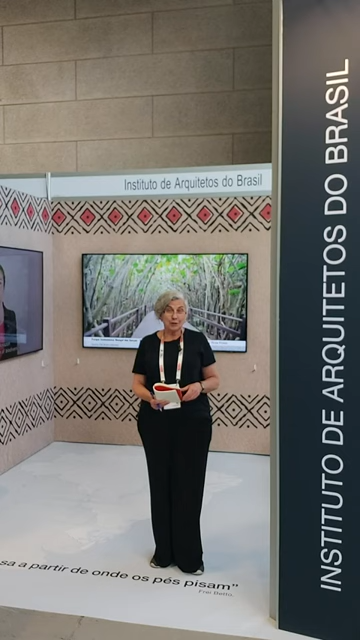 Instituto de Arquitetos do Brasil
INSTITUTO DE ARQUITETOS DO BRASIL
sa a partir de onde os pés pisam"
Frei Betto.